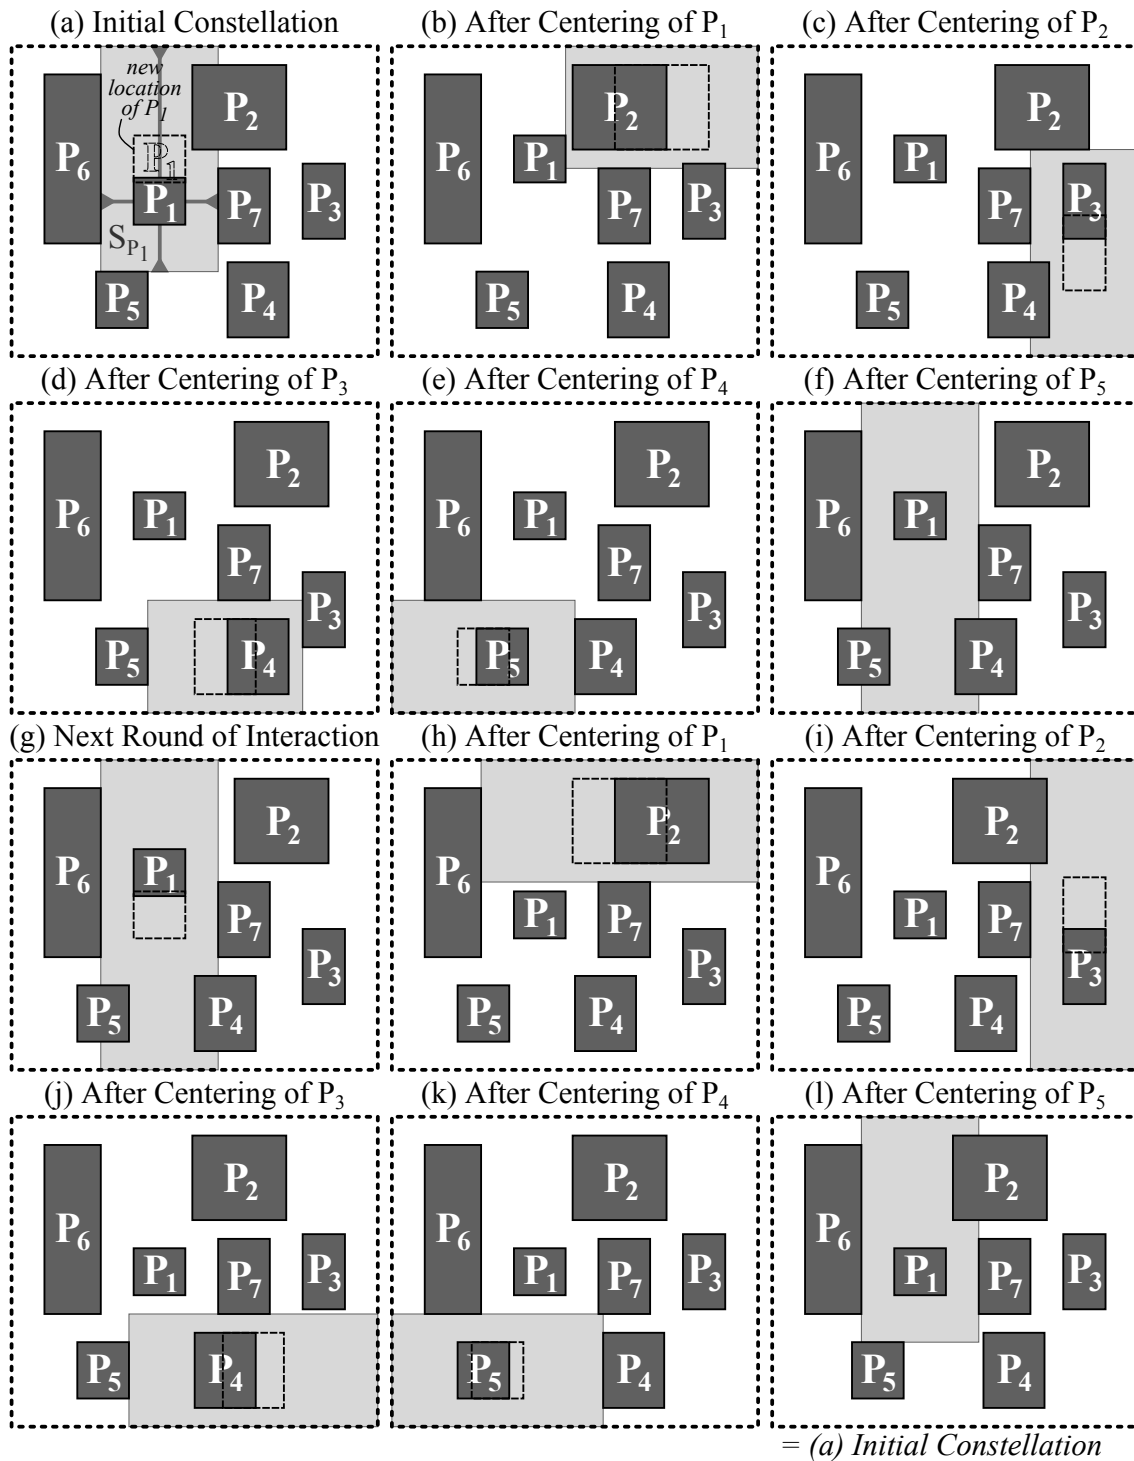 (a) Initial Constellation
(b) After Centering of P1
(c) After Centering of P2
new
location
of P1
P6
P2
P1
P1
P7
P3
SP1
P5
P4
P2
P6
P1
P7
P3
P5
P4
P2
P6
P1
P7
P3
P5
P4
(d) After Centering of P3
(e) After Centering of P4
(f) After Centering of P5
P2
P6
P1
P7
P3
P5
P4
P2
P6
P1
P7
P3
P5
P4
P2
P6
P1
P7
P3
P5
P4
(g) Next Round of Interaction
(h) After Centering of P1
(i) After Centering of P2
P2
P6
P1
P7
P3
P5
P4
P2
P6
P1
P7
P3
P5
P4
P2
P6
P1
P7
P3
P5
P4
(j) After Centering of P3
(k) After Centering of P4
(l) After Centering of P5
P2
P6
P1
P7
P3
P5
P4
P2
P6
P1
P7
P3
P5
P4
P2
P6
P1
P7
P3
P5
P4
= (a) Initial Constellation